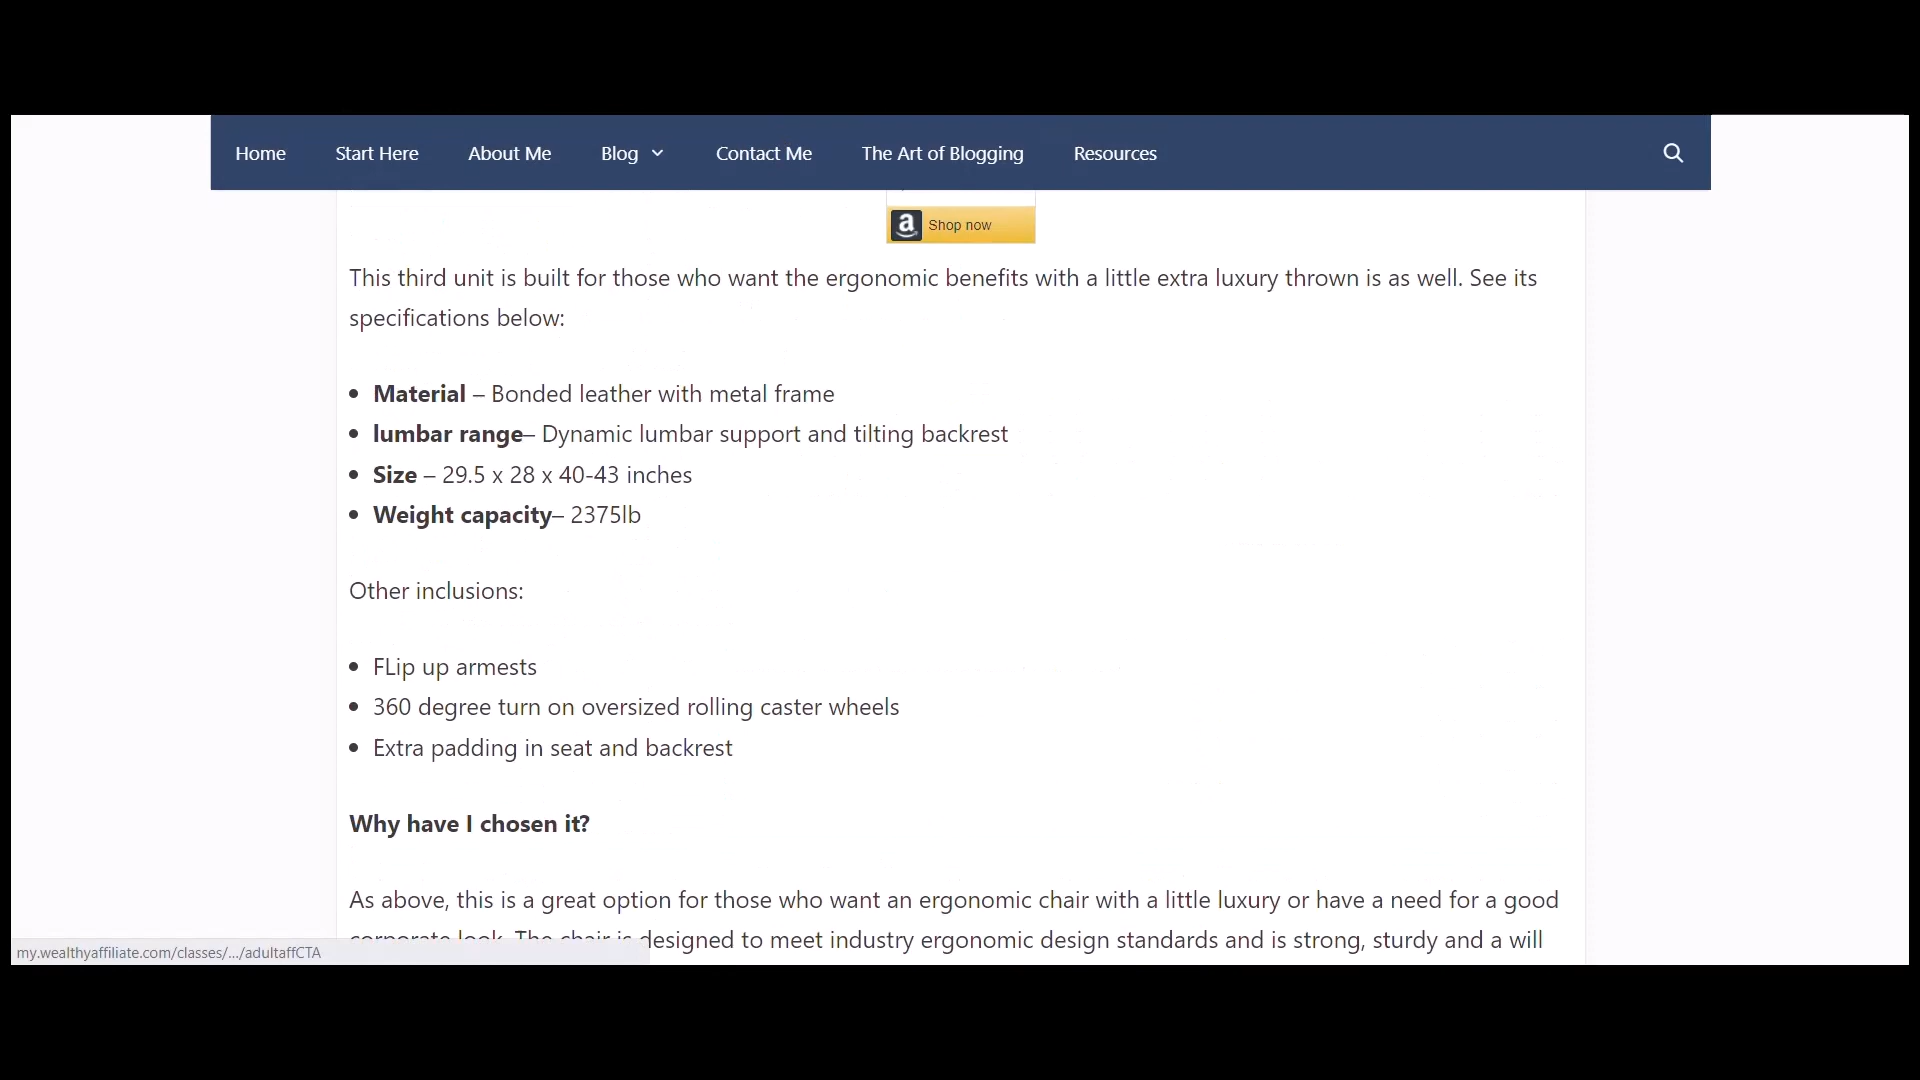 Home Start Here About Me Blog Contact Me The Art of Blogging Resources
a Shop now
This third unit is built for those who want the ergonomic benefits with a little extra luxury thrown is as well. See its
specifications below:
Material – Bonded leather with metal frame
lumbar range– Dynamic lumbar support and tilting backrest
Size – 29.5 x 28 x 40-43 inches
Weight capacity– 2375lb
Other inclusions:
FLip up armests
360 degree turn on oversized rolling caster wheels
Extra padding in seat and backrest
Why have I chosen it?
As above, this is a great option for those who want an ergonomic chair with a little luxury or have a need for a good
corporate look. The chair is designed to meet industry ergonomic design standards and is strong, sturdy and a will
my.wealthyaffiliate.com/classes/.../adultaffCTA